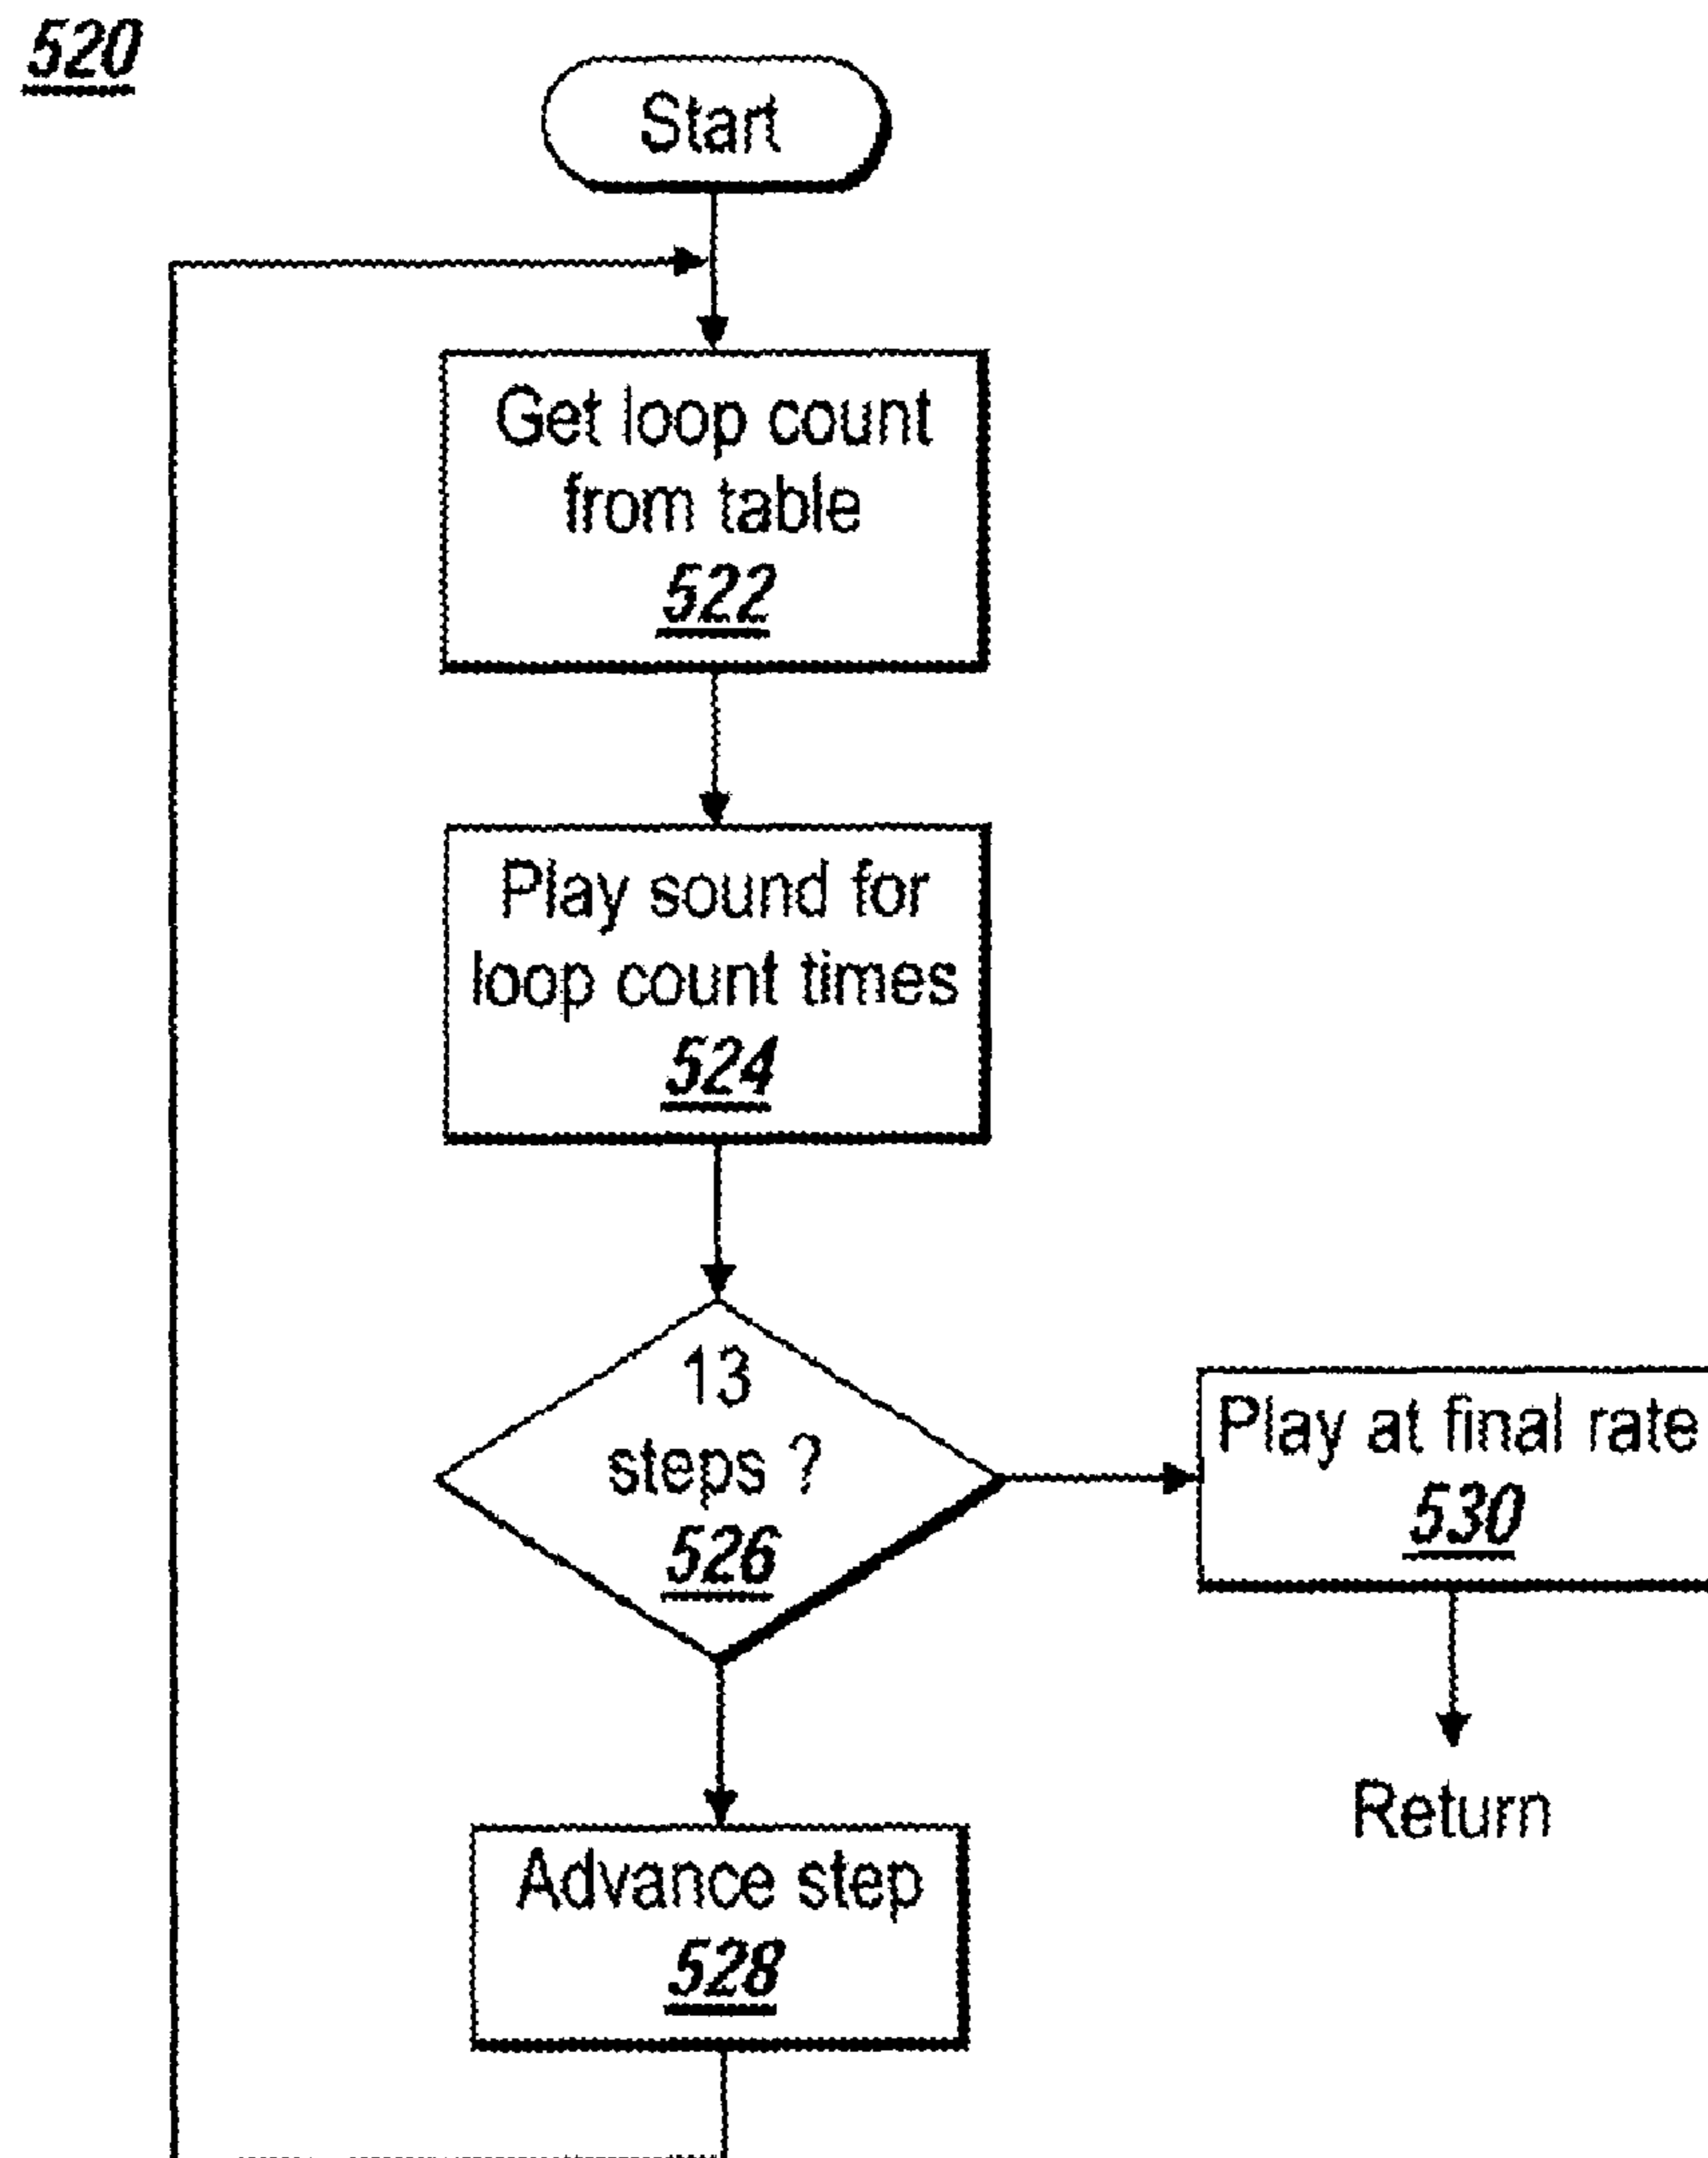 520
Start
Get loop count
from table
522
Play sound for
loop count times
524
13
steps ?
526
Play at final rate
530
Return
Advance step
528